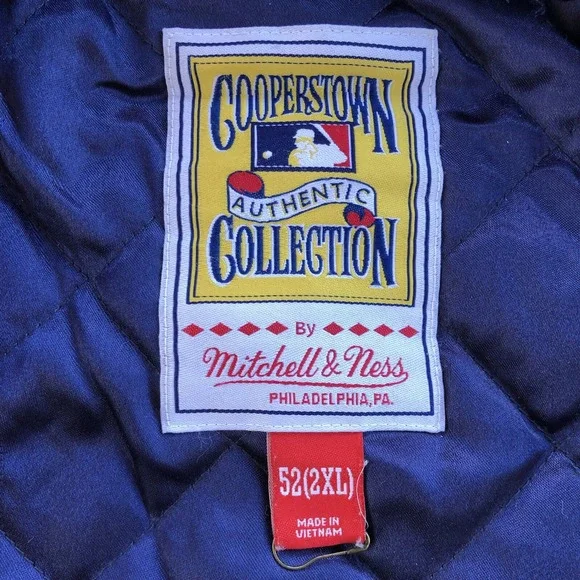 COOPERSTOWN
AUTHENTIC
COLLECTION
By
Mitchell & Ness
PHILADELPHIA, PA.
52(2XL)
MADE IN
VIETNAM